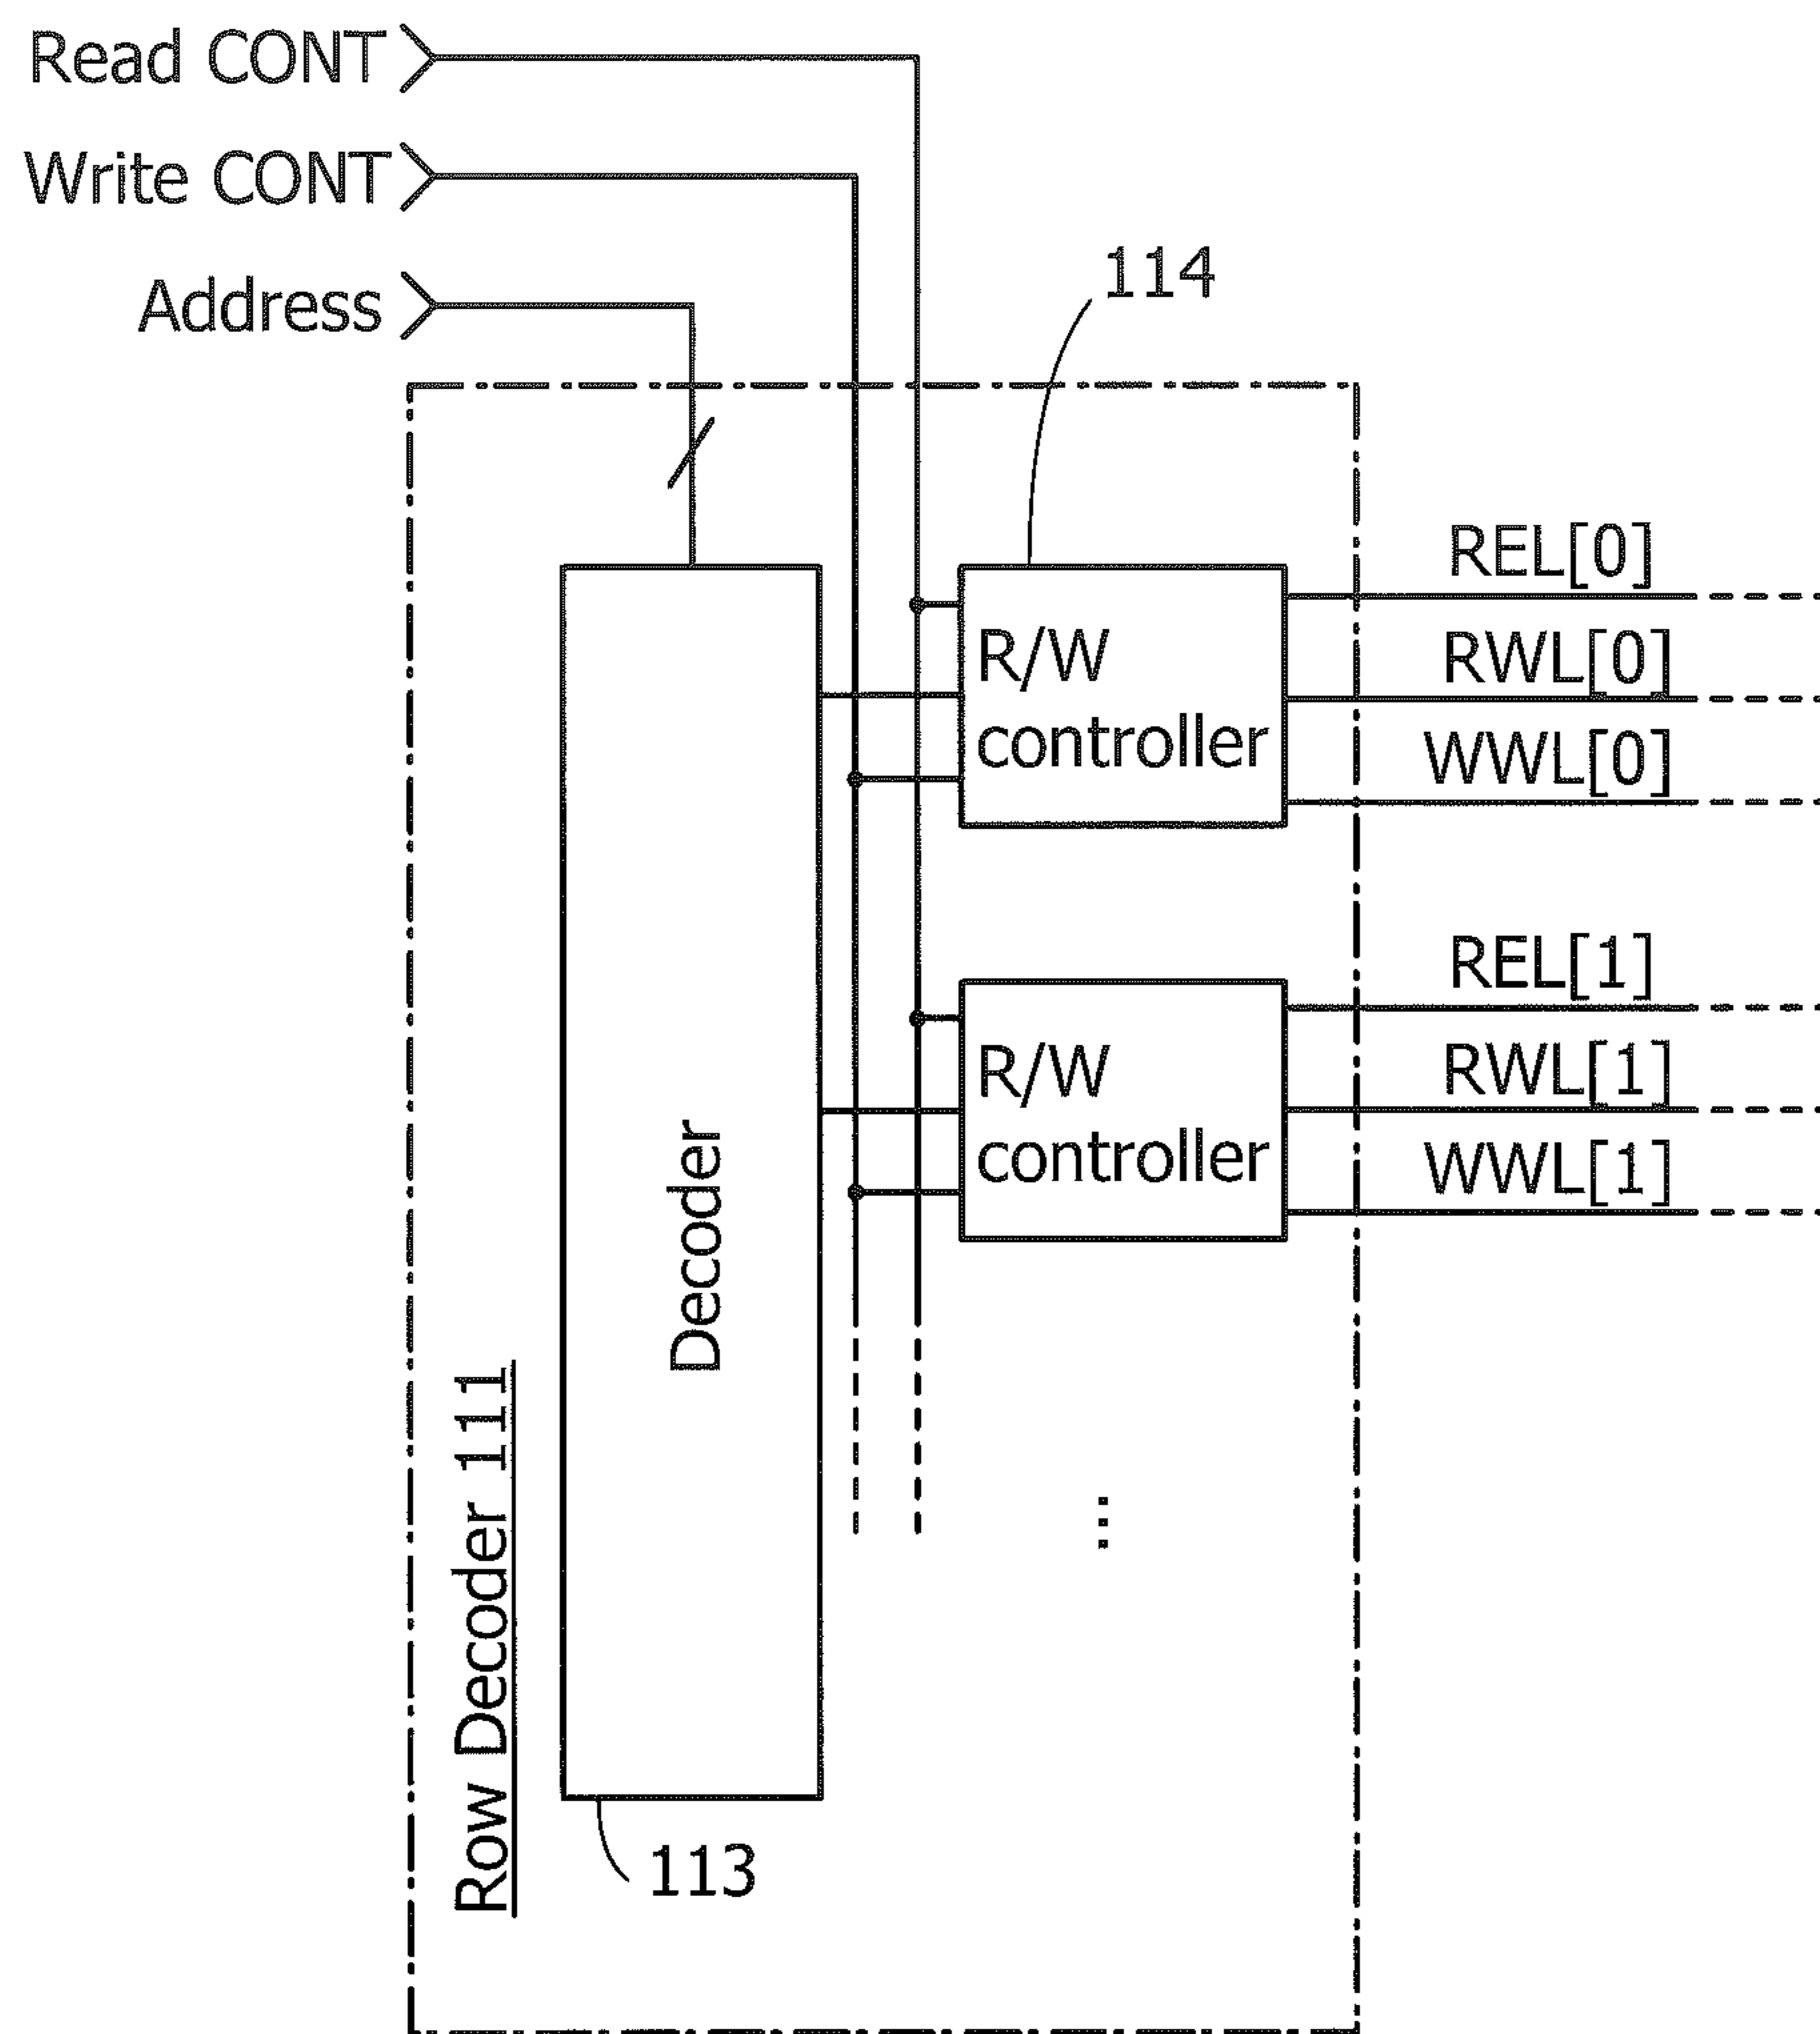 Read CONT
Write CONT
Address
114
R/W
controller
REL[0]
RWL[0]
WWL[0]
R/W
controller
REL[1]
RWL[1]
WWL[1]
Decoder
Row Decoder 111
113